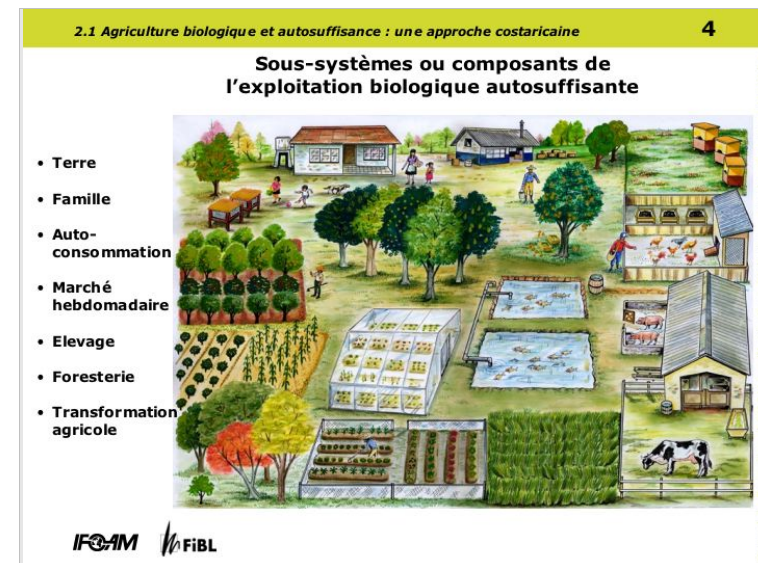 2.1 Agriculture biologique et autosuffisance : une approche costaricaine
4
Sous-systèmes ou composants de
l’exploitation biologique autosuffisante
• Terre
• Famille
• Auto-
consommation
• Marché
hebdomadaire
• Elevage
• Foresterie
• Transformation
agricole
IFOAM
FiBL